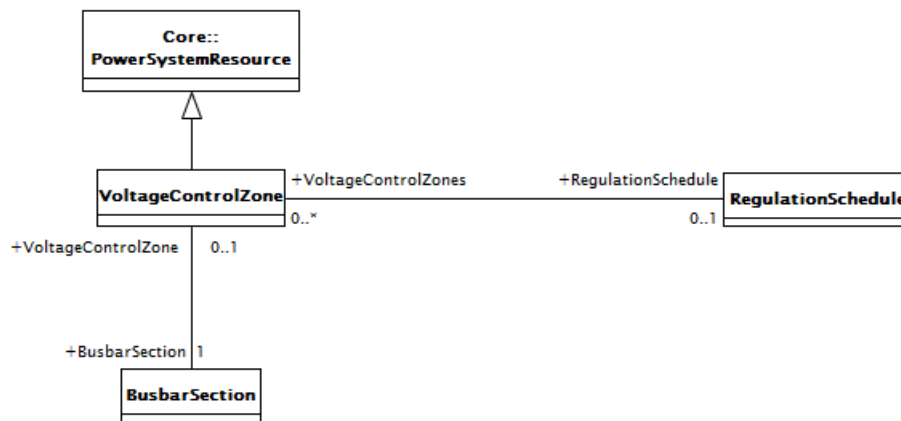 Core::
PowerSystemResource
VoltageControlZone
+VoltageControlZones
+RegulationSchedule
RegulationSchedule
0..*
0..1
+VoltageControlZone
0..1
+BusbarSection
1
BusbarSection